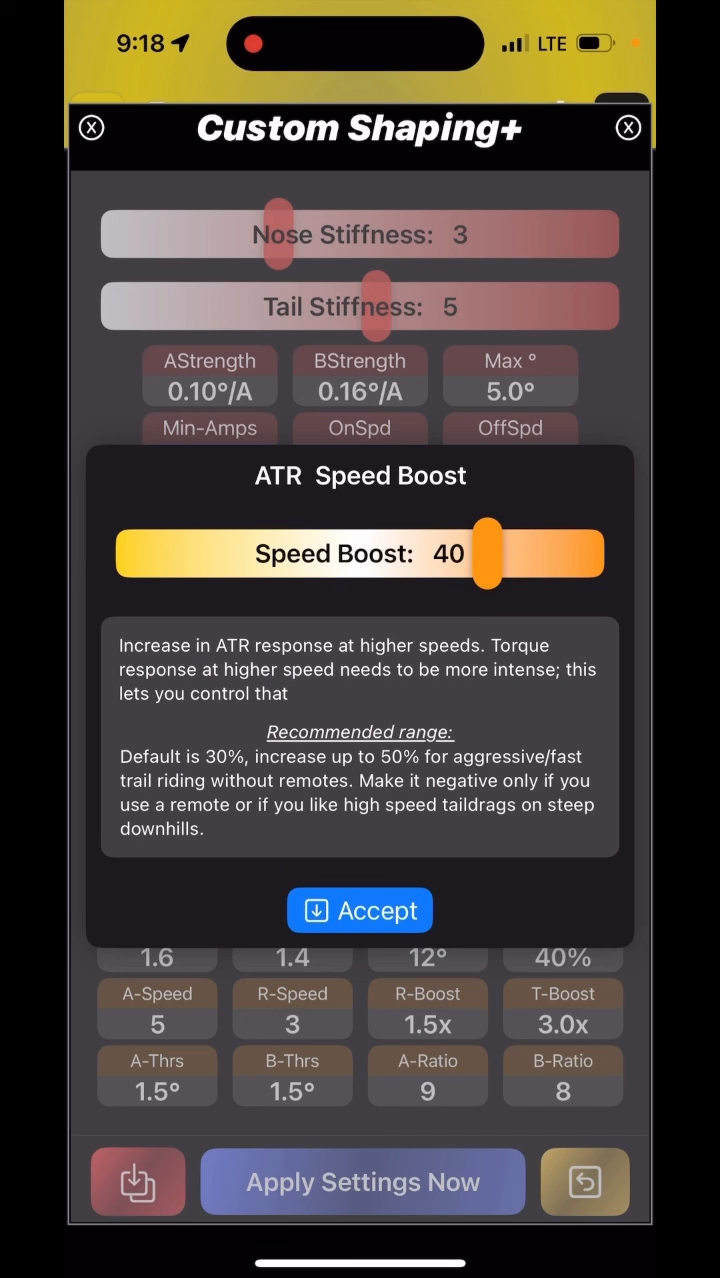 9:18
LTE
Custom Shaping+
Nose Stiffness: 3
Tail Stiffness: 5
AStrength BStrength Max °
0.10°/A 0.16°/A 5.0°
Min-Amps OnSpd OffSpd
ATR Speed Boost
Speed Boost: 40
Increase in ATR response at higher speeds. Torque
response at higher speed needs to be more intense; this
lets you control that
Recommended range:
Default is 30%, increase up to 50% for aggressive/fast
trail riding without remotes. Make it negative only if you
use a remote or if you like high speed taildrags on steep
downhills.
Accept
1.6 1.4 12° 40%
A-Speed R-Speed R-Boost T-Boost
5 3 1.5x 3.0x
A-Thrs B-Thrs A-Ratio B-Ratio
1.5° 1.5° 9 8
Apply Settings Now